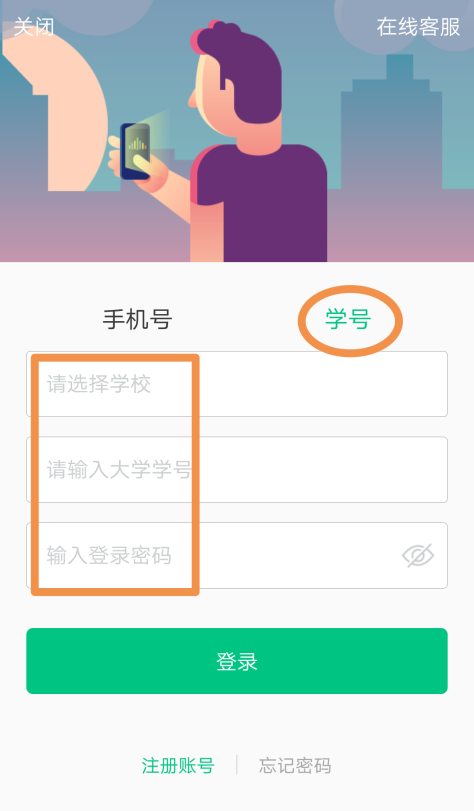 关闭 在线客服
手机号 学号
请选择学校
请输入大学学号
输入登录密码
登录
注册账号 忘记密码